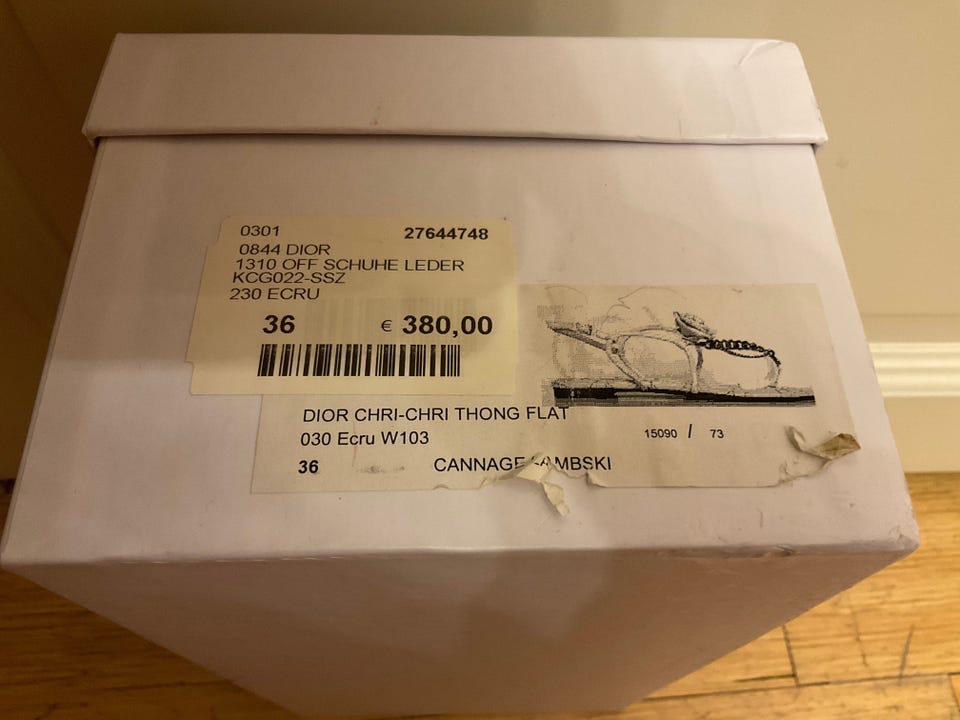 0301 27644748
0844 DIOR
1310 OFF SCHUHE LEDER
KCG022-SSZ
230 ECRU
36 € 380,00
DIOR CHRI-CHRI THONG FLAT
030 Ecru W103
15090 / 73
36 CANNAGE